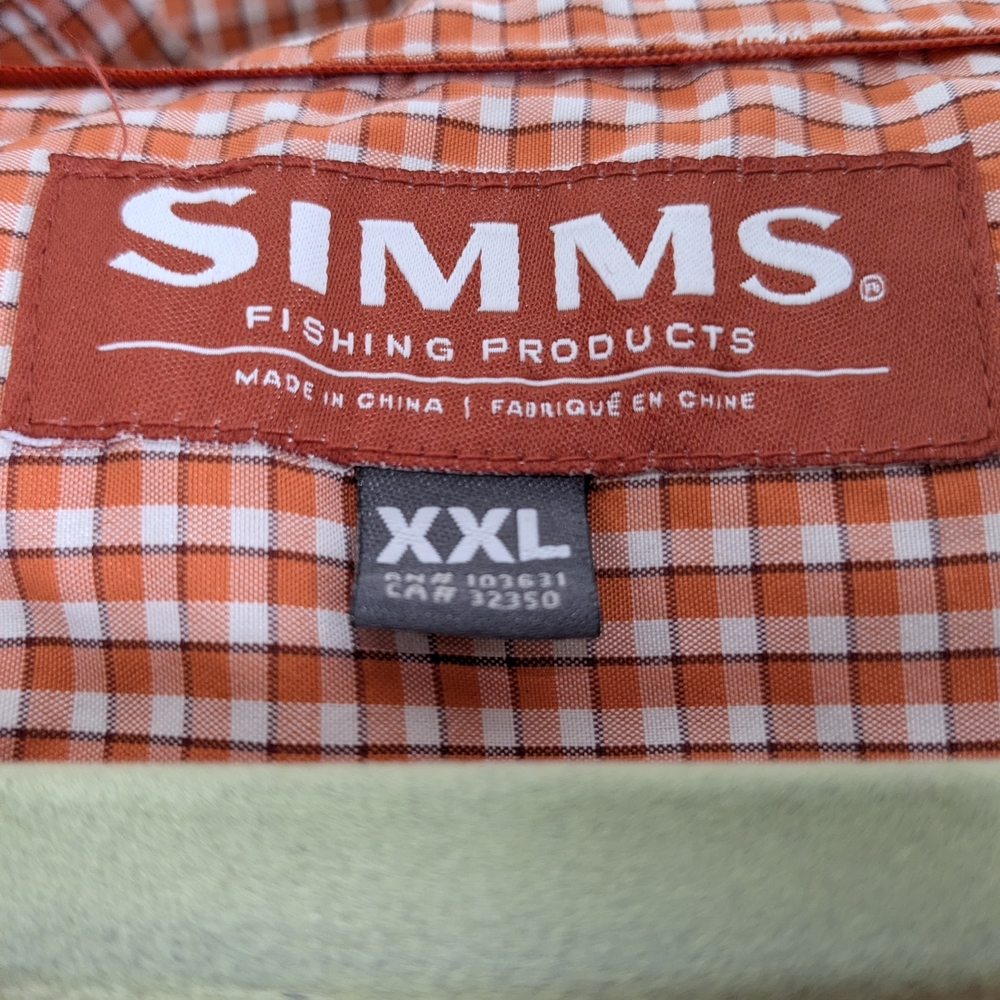 SIMMS®
FISHING PRODUCTS
MADE IN CHINA | FABRIQUÉ EN CHINE
XXL
RN# 103631
CA# 32350